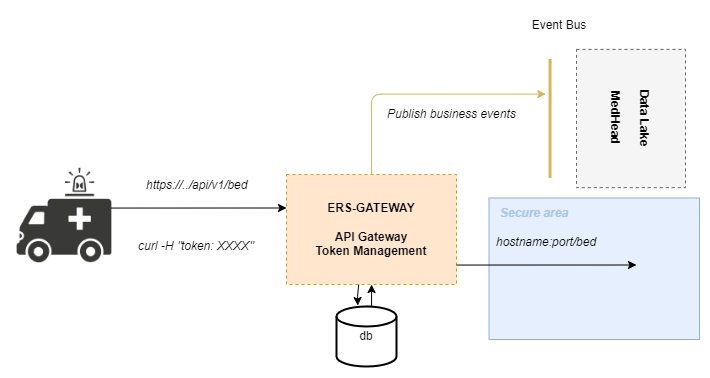 Event Bus
Publish business events
Data Lake
MedHead
https://../api/v1/bed
curl -H "token: XXXX"
ERS-GATEWAY
API Gateway
Token Management
Secure area
hostname:port/bed
db